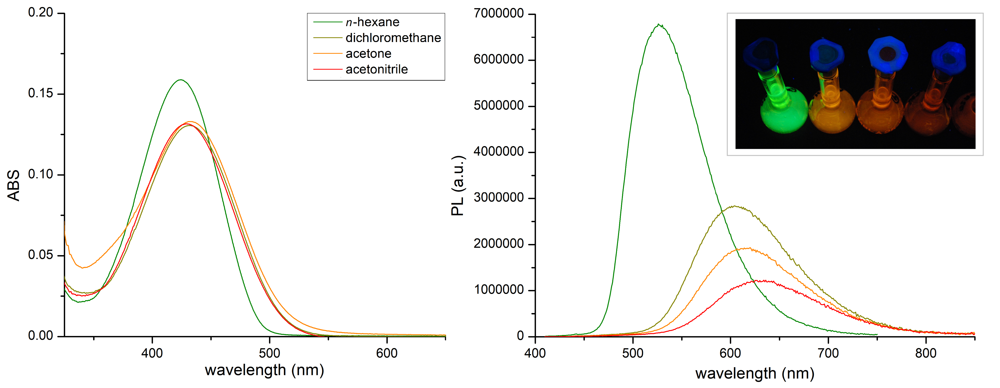 0.20
0.15
0.10
0.05
0.00
ABS
400
500
600
wavelength (nm)
n-hexane
dichloromethane
acetone
acetonitrile
7000000
6000000
5000000
4000000
3000000
2000000
1000000
0
PL (a.u.)
400
500
600
700
800
wavelength (nm)